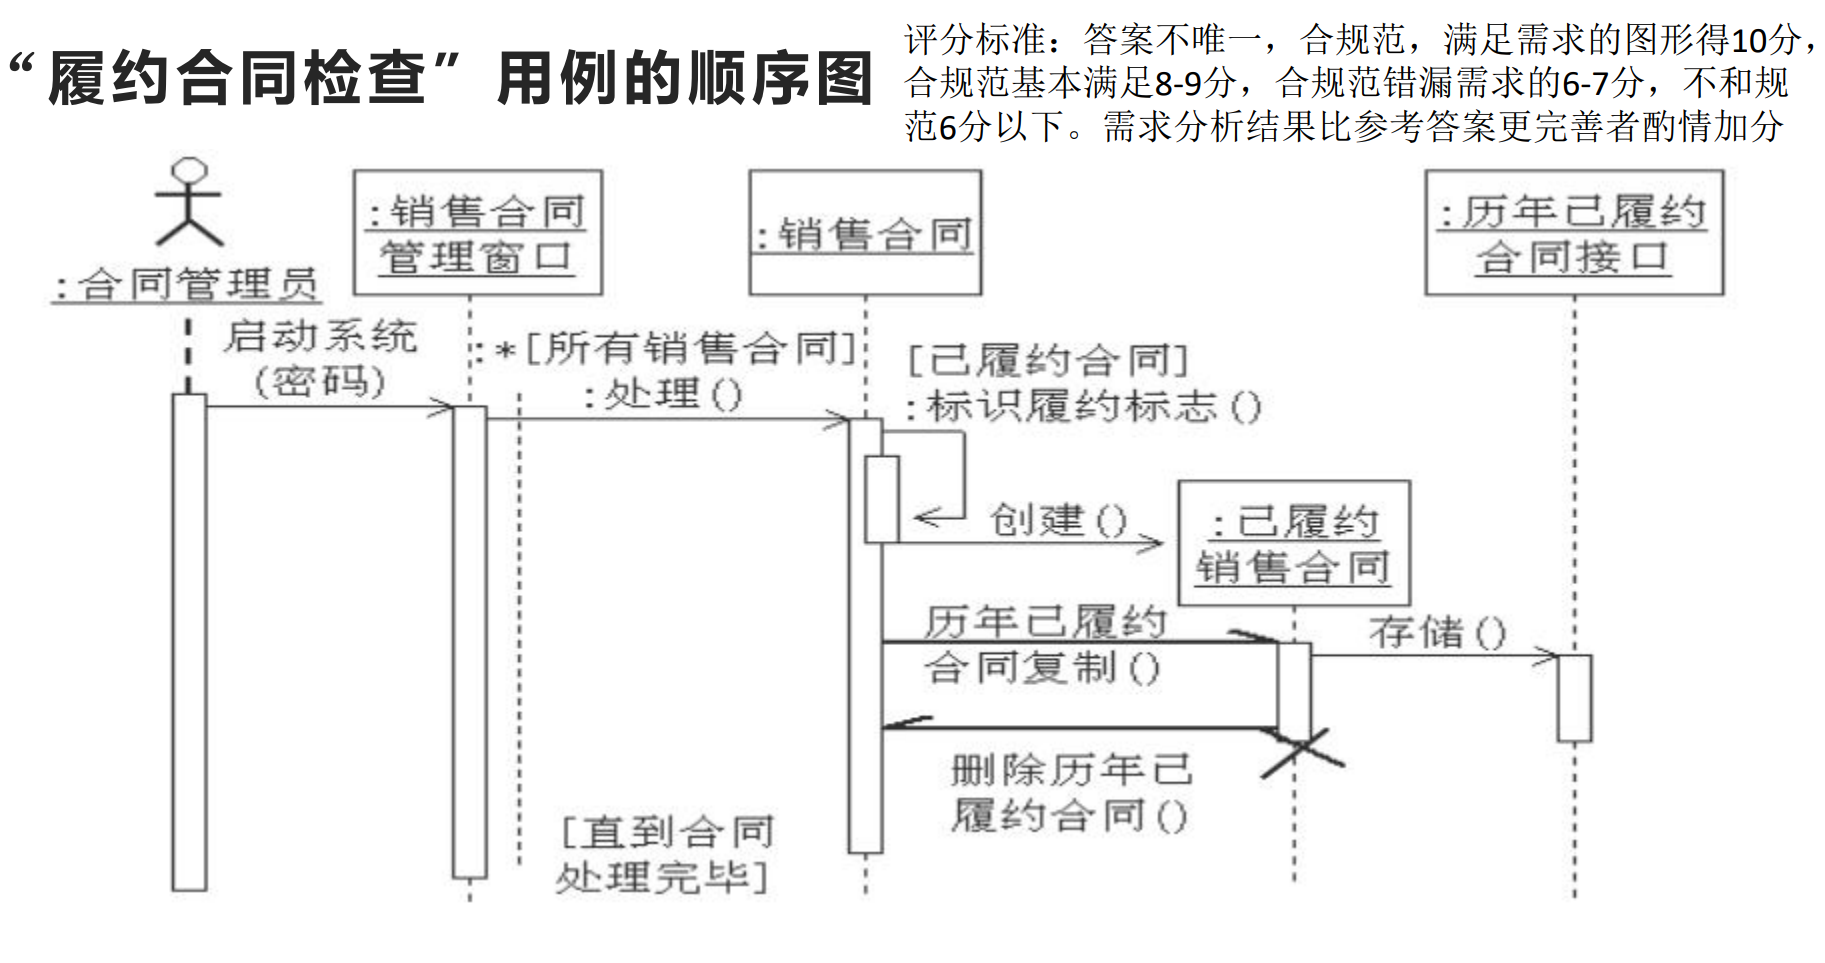 “履约合同检查”用例的顺序图
评分标准：答案不唯一，合规范，满足需求的图形得10分，
合规范基本满足8-9分，合规范错漏需求的6-7分，不和规
范6分以下。需求分析结果比参考答案更完善者酌情加分
:合同管理员
:销售合同
管理窗口
:销售合同
:历年已履约
合同接口
启动系统
(密码)
:*[所有销售合同]
:处理()
[已履约合同]
:标识履约标志()
创建()
:已履约
销售合同
历年已履约
合同复制()
存储()
删除历年已
履约合同()
[直到合同
处理完毕]